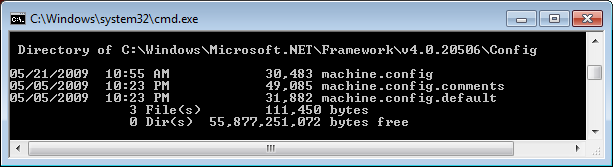 C:\Windows\system32\cmd.exe
Directory of C:\Windows\Microsoft.NET\Framework\v4.0.20506\Config
05/21/2009  10:55 AM            30,483 machine.config
05/05/2009  10:23 PM            49,085 machine.config.comments
05/05/2009  10:23 PM            31,882 machine.config.default
3 File(s)        111,450 bytes
0 Dir(s)  55,877,251,072 bytes free